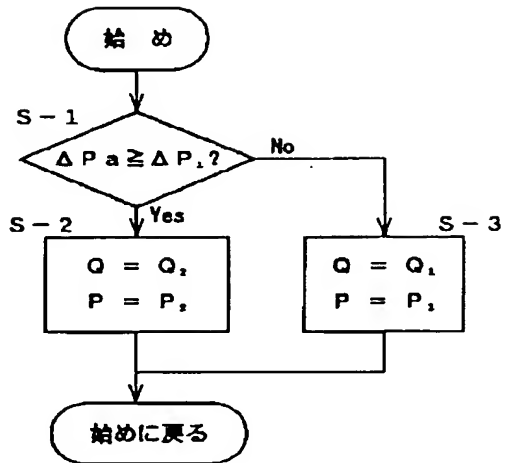 始 め
S-1
ΔPa≧ΔP₁?
No
Yes
S-2
Q = Q₂
P = P₂
S-3
Q = Q₁
P = P₁
始めに戻る